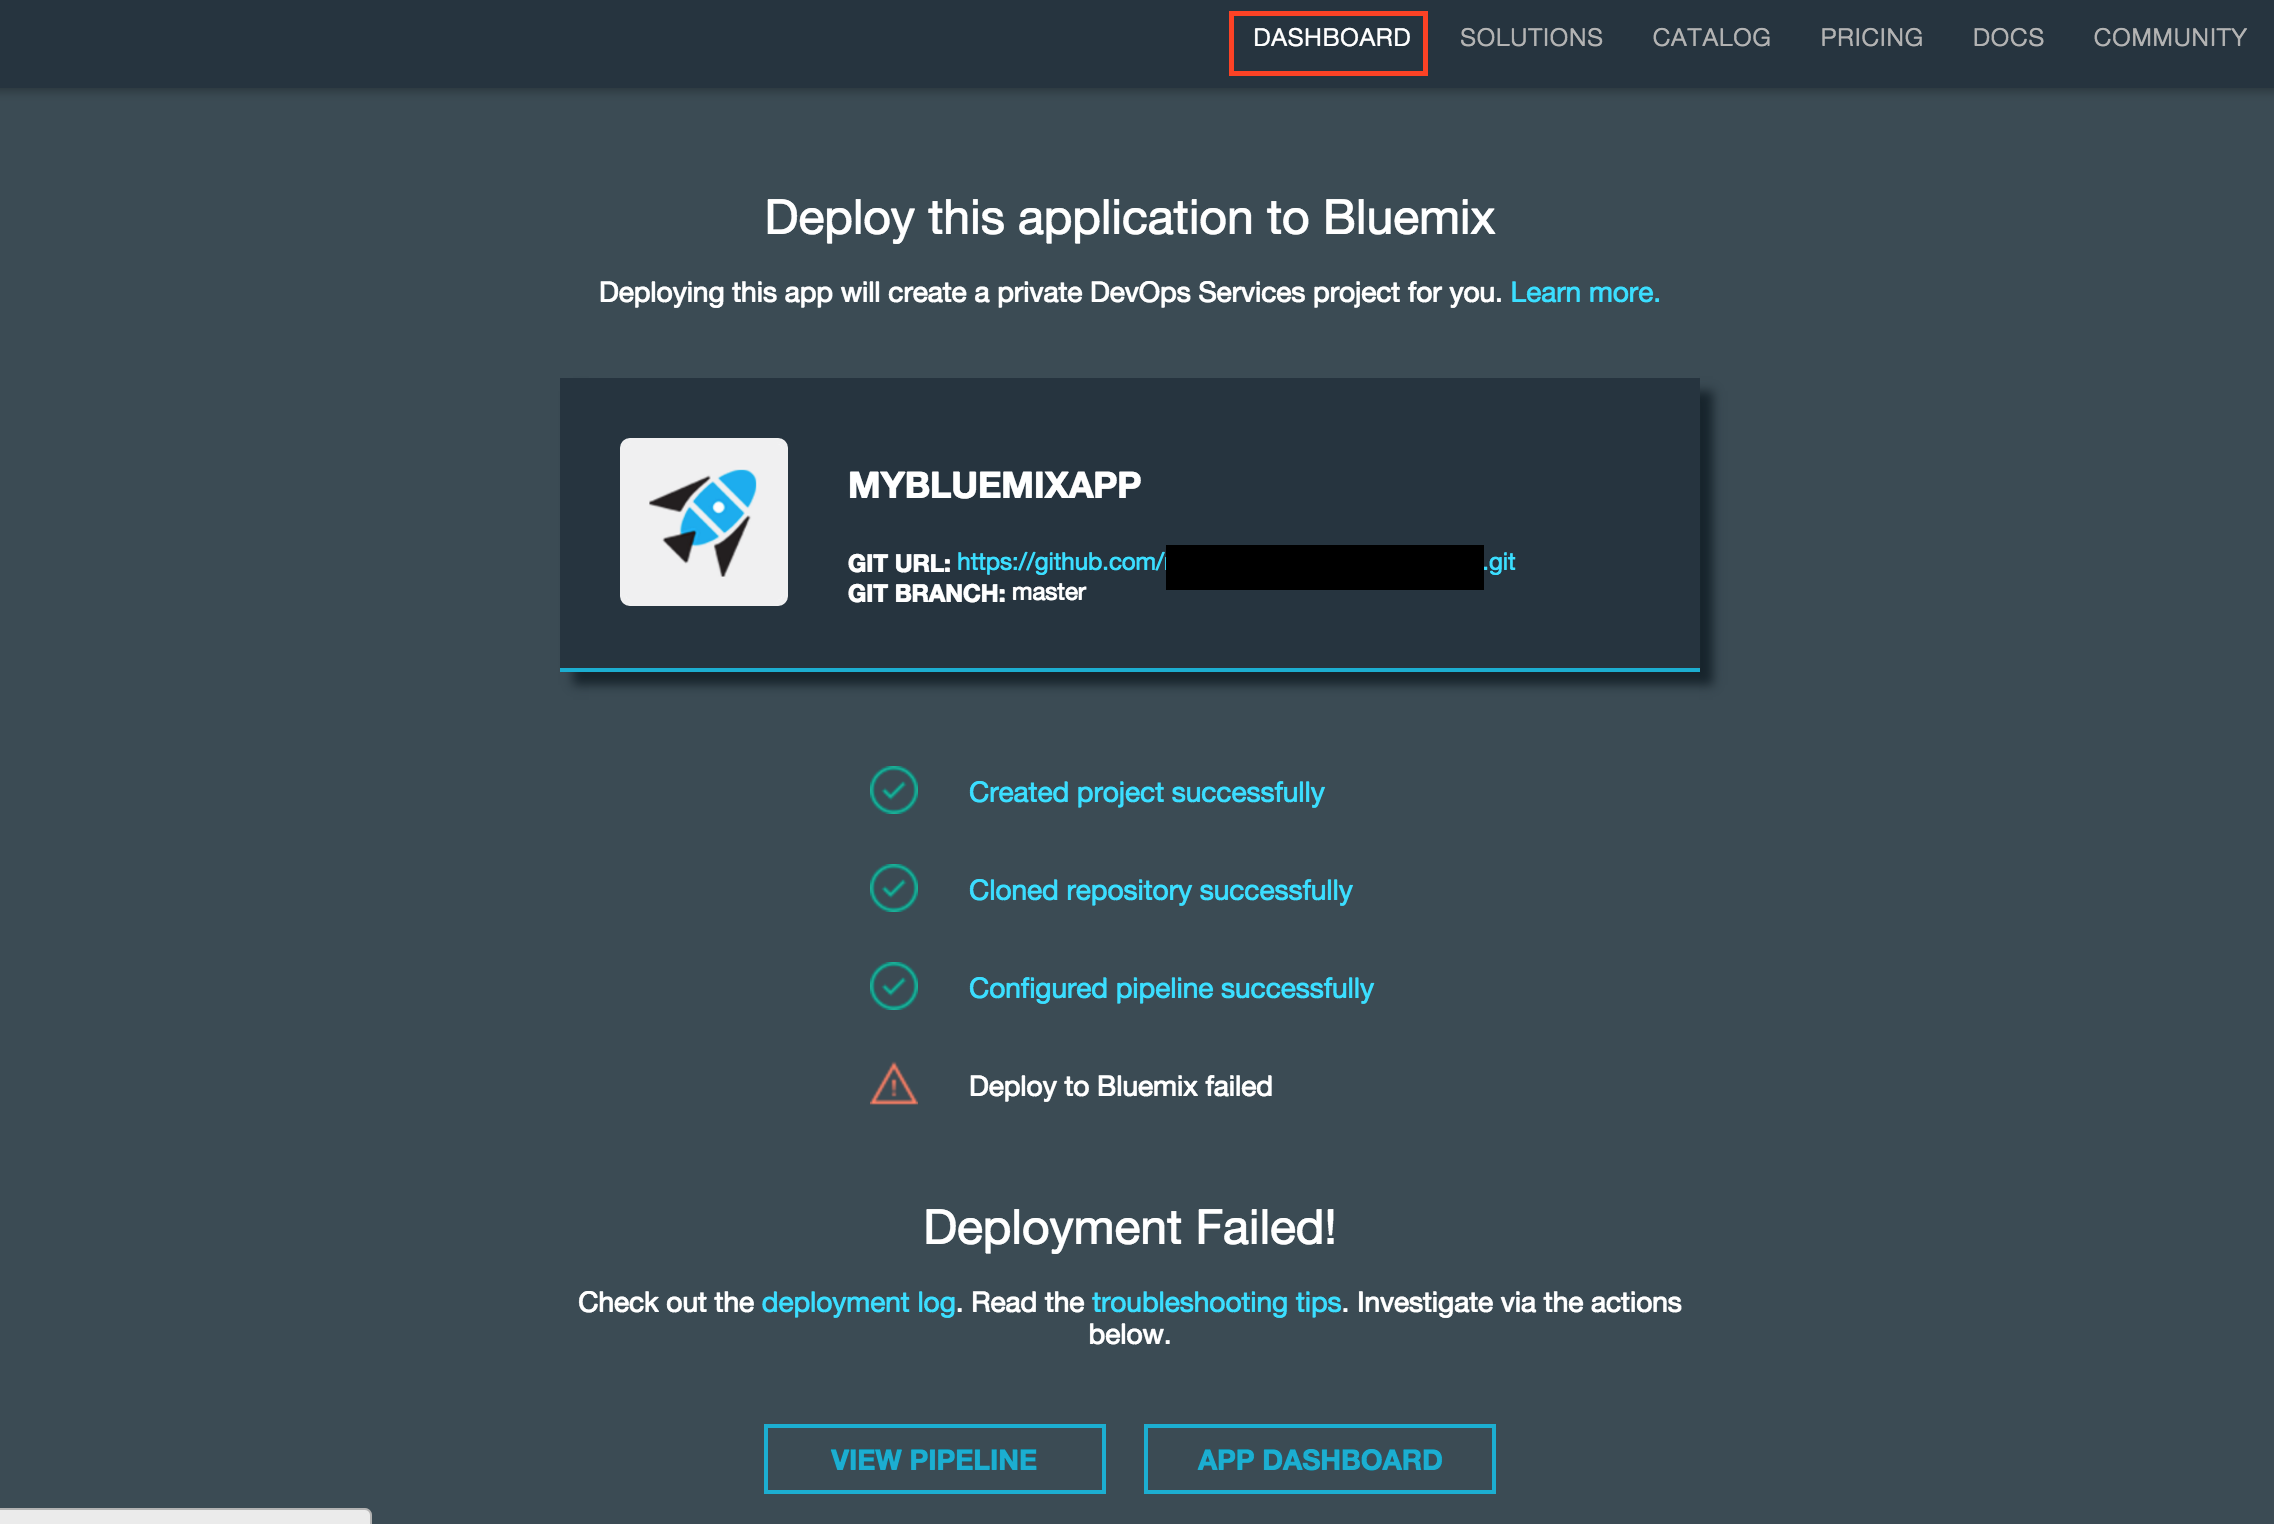 DASHBOARD SOLUTIONS CATALOG PRICING DOCS COMMUNITY
Deploy this application to Bluemix
Deploying this app will create a private DevOps Services project for you. Learn more.
MYBLUEMIXAPP
GIT URL: https://github.com/ .git
GIT BRANCH: master
Created project successfully
Cloned repository successfully
Configured pipeline successfully
Deploy to Bluemix failed
Deployment Failed!
Check out the deployment log. Read the troubleshooting tips. Investigate via the actions
below.
VIEW PIPELINE APP DASHBOARD